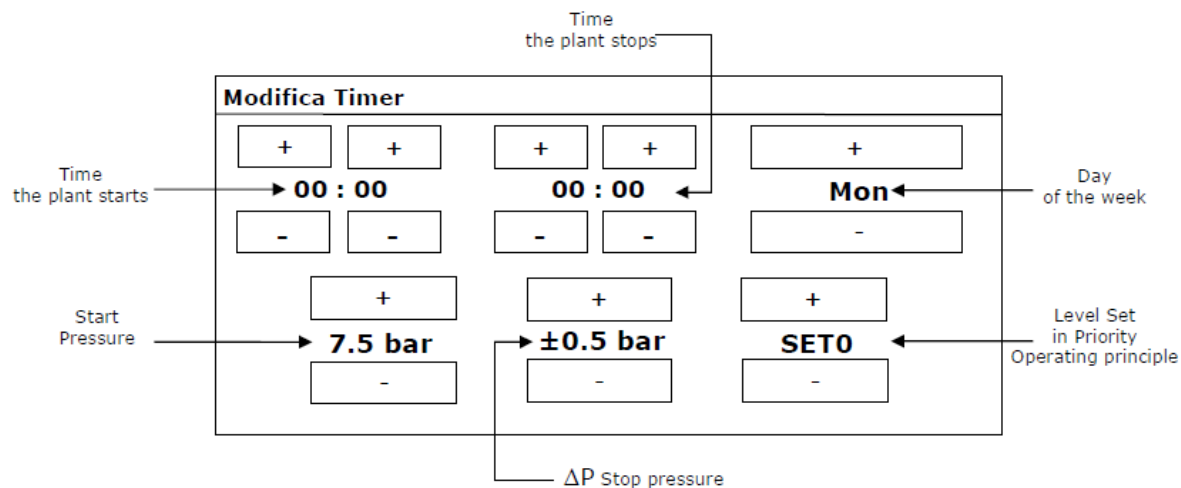 Time
the plant stops
Modifica Timer
+ + + + +
Time
the plant starts
00 : 00
00 : 00
Mon
Day
of the week
- - - - -
+ + +
Start
Pressure
7.5 bar
±0.5 bar
SET0
Level Set
in Priority
Operating principle
- - -
ΔP Stop pressure